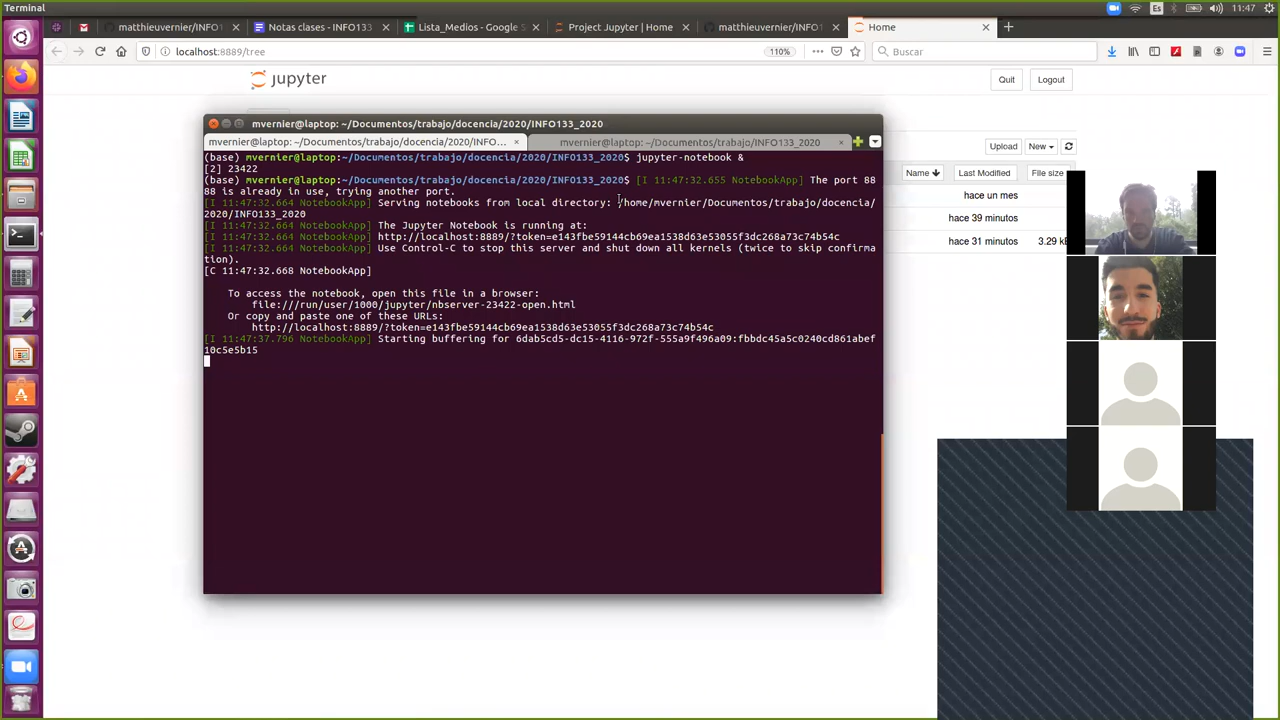 Terminal
Es
11:47
matthieuvernier/INFO1
Notas clases - INFO133
Lista_Medios - Google S
Project Jupyter | Home
matthieuvernier/INFO1
Home
localhost:8889/tree
110%
Buscar
jupyter
Quit
Logout
mvernier@laptop: ~/Documentos/trabajo/docencia/2020/INFO133_2020
mvernier@laptop: ~/Documentos/trabajo/docencia/2020/INFO...
mvernier@laptop: ~/Documentos/trabajo/docencia/2020/INFO133_2020
Upload
New
Name
Last Modified
File size
hace un mes
hace 39 minutos
hace 31 minutos
3.29 k
(base) mvernier@laptop:~/Documentos/trabajo/docencia/2020/INFO133_2020$ jupyter-notebook &
[2] 23422
(base) mvernier@laptop:~/Documentos/trabajo/docencia/2020/INFO133_2020$ [I 11:47:32.655 NotebookApp] The port 88
88 is already in use, trying another port.
[I 11:47:32.664 NotebookApp] Serving notebooks from local directory: /home/mvernier/Documentos/trabajo/docencia/
2020/INFO133_2020
[I 11:47:32.664 NotebookApp] The Jupyter Notebook is running at:
[I 11:47:32.664 NotebookApp] http://localhost:8889/?token=e143fbe59144cb69ea1538d63e53055f3dc268a73c74b54c
[I 11:47:32.664 NotebookApp] Use Control-C to stop this server and shut down all kernels (twice to skip confirma
tion).
[C 11:47:32.668 NotebookApp]
To access the notebook, open this file in a browser:
file:///run/user/1000/jupyter/nbserver-23422-open.html
Or copy and paste one of these URLs:
http://localhost:8889/?token=e143fbe59144cb69ea1538d63e53055f3dc268a73c74b54c
[I 11:47:37.796 NotebookApp] Starting buffering for 6dab5cd5-dc15-4116-972f-555a9f496a09:fbbdc45a5c0240cd861abef
10c5e5b15